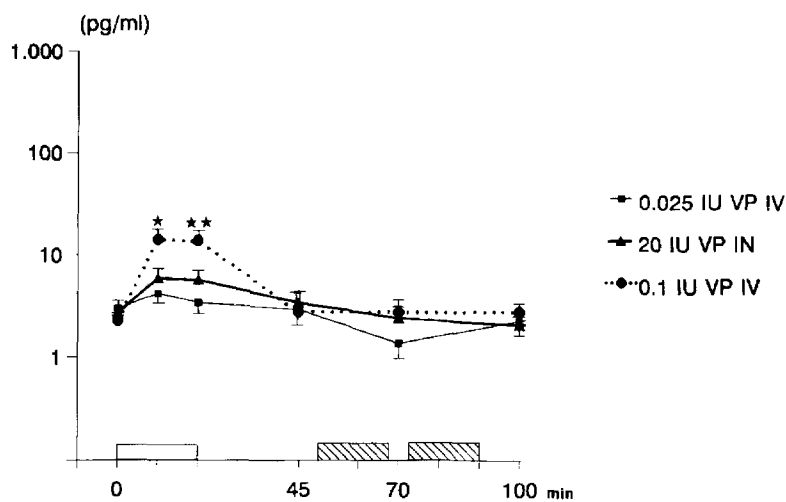 (pg/ml)
1.000
100
10
1
★ ★★
0.025 IU VP IV
20 IU VP IN
0.1 IU VP IV
0 45 70 100 min